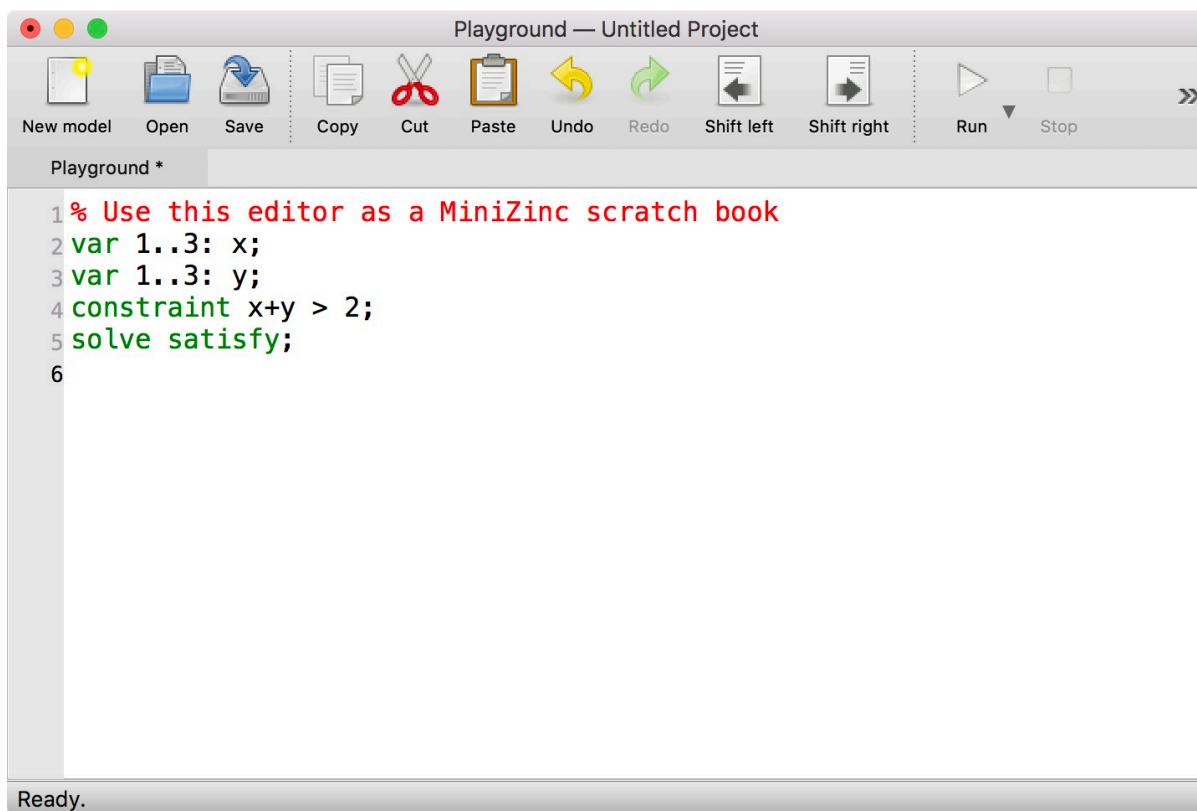 Playground — Untitled Project
New model Open Save Copy Cut Paste Undo Redo Shift left Shift right Run Stop
Playground *
1 % Use this editor as a MiniZinc scratch book
2 var 1..3: x;
3 var 1..3: y;
4 constraint x+y > 2;
5 solve satisfy;
6
Ready.